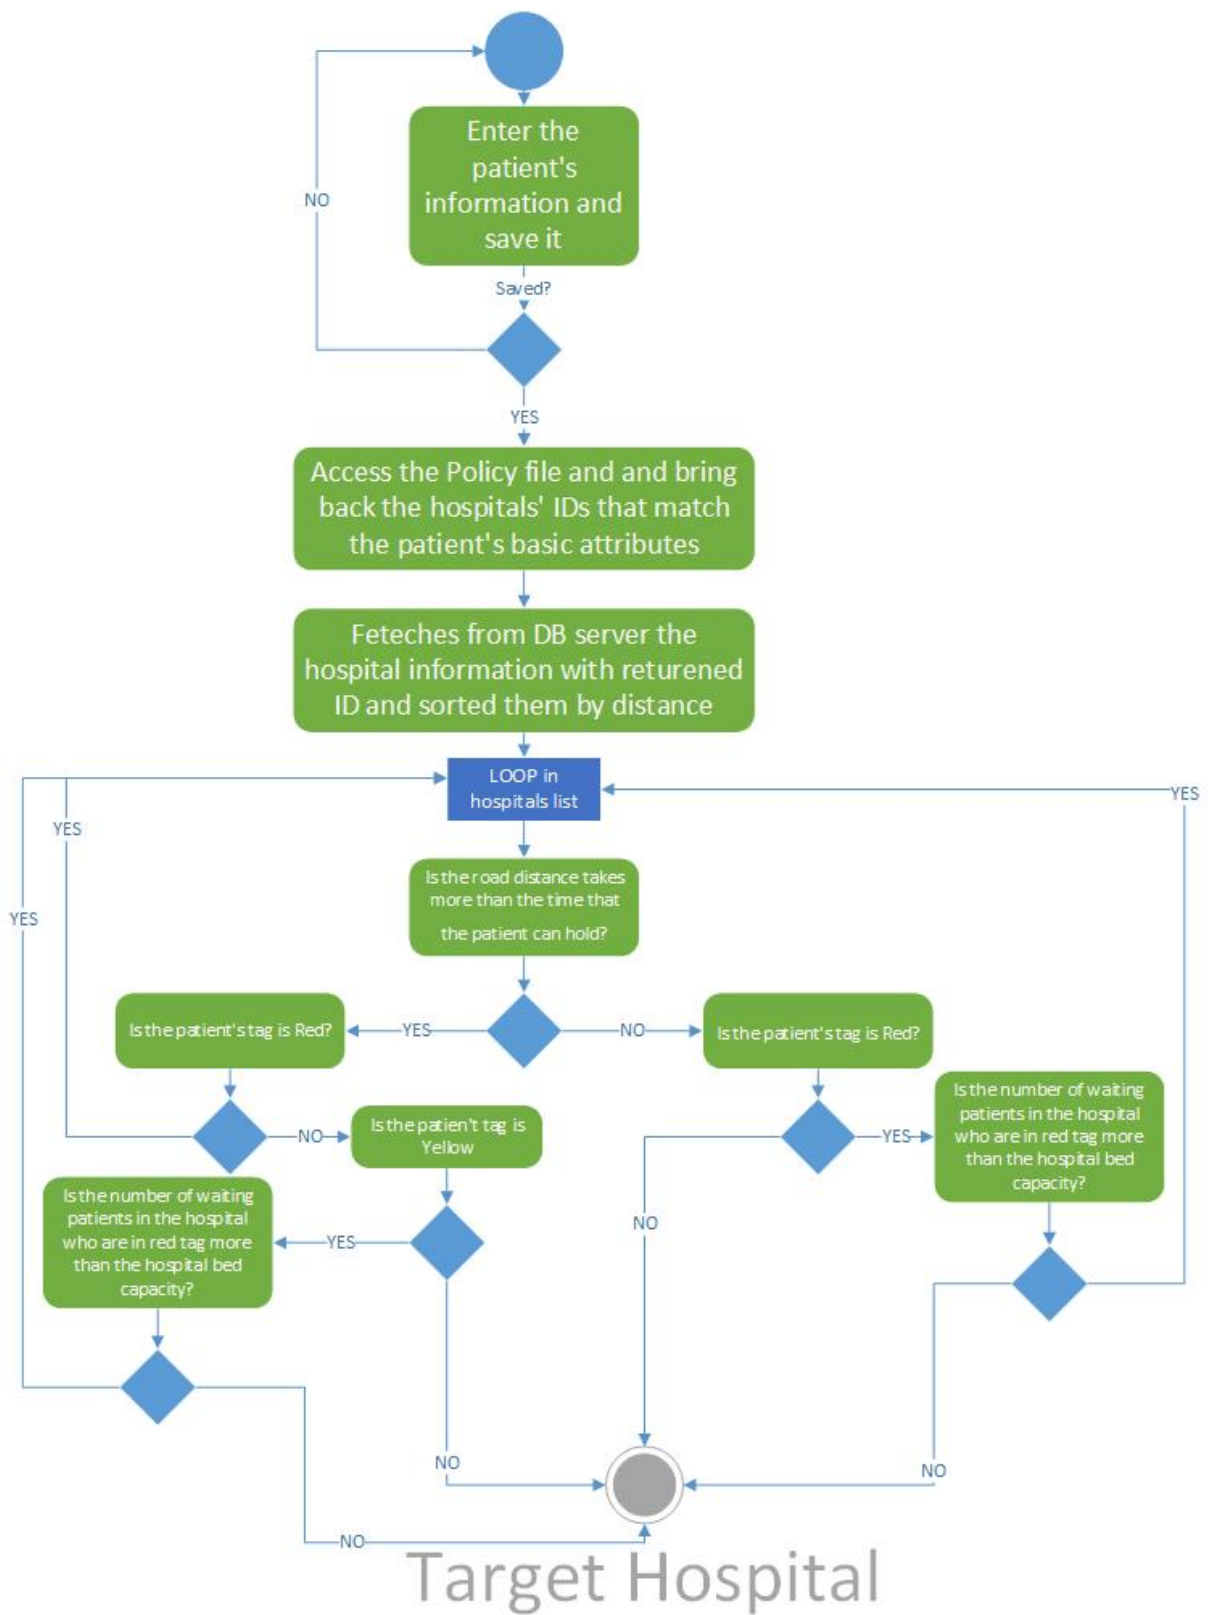 Enter the
patient's
information and
save it
NO
Saved?
YES
Access the Policy file and and bring
back the hospitals' IDs that match
the patient's basic attributes
Feteches from DB server the
hospital information with returened
ID and sorted them by distance
LOOP in
hospitals list
YES
YES
YES
Is the road distance takes
more than the time that
the patient can hold?
Is the patient's tag is Red?
YES
NO
Is the patient's tag is Red?
Is the number of waiting
patients in the hospital
who are in red tag more
than the hospital bed
capacity?
NO
Is the patien't tag is
Yellow
YES
Is the number of waiting
patients in the hospital
who are in red tag more
than the hospital bed
capacity?
YES
NO
NO
NO
NO
Target Hospital